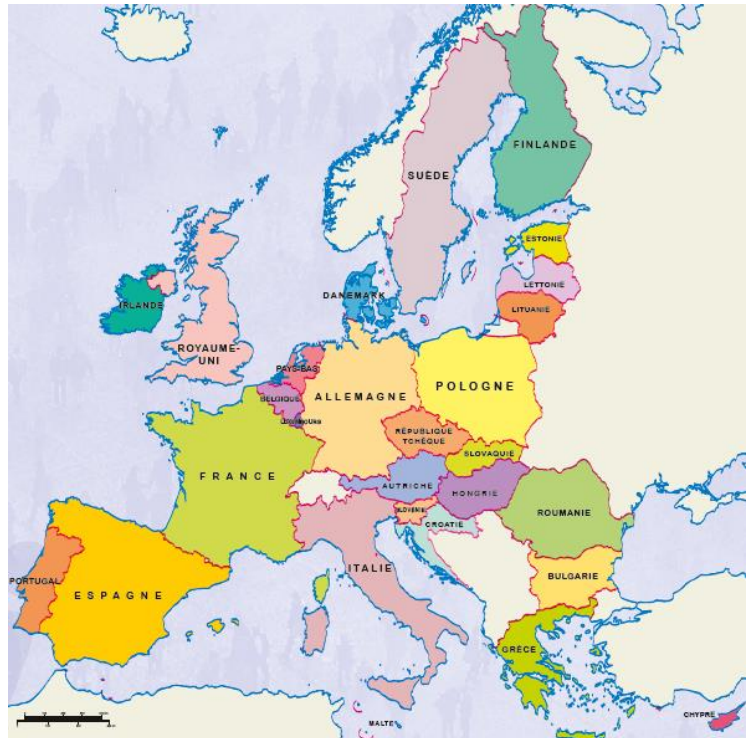 FINLANDE
SUÈDE
ESTONIE
LETTONIE
LITUANIE
DANEMARK
IRLANDE
ROYAUME-
UNI
PAYS-BAS
BELGIQUE
ALLEMAGNE
POLOGNE
RÉPUBLIQUE
TCHÈQUE
SLOVAQUIE
FRANCE
AUTRICHE
HONGRIE
SLOVÉNIE
CROATIE
ROUMANIE
ITALIE
BULGARIE
PORTUGAL
ESPAGNE
GRÈCE
MALTE
CHYPRE